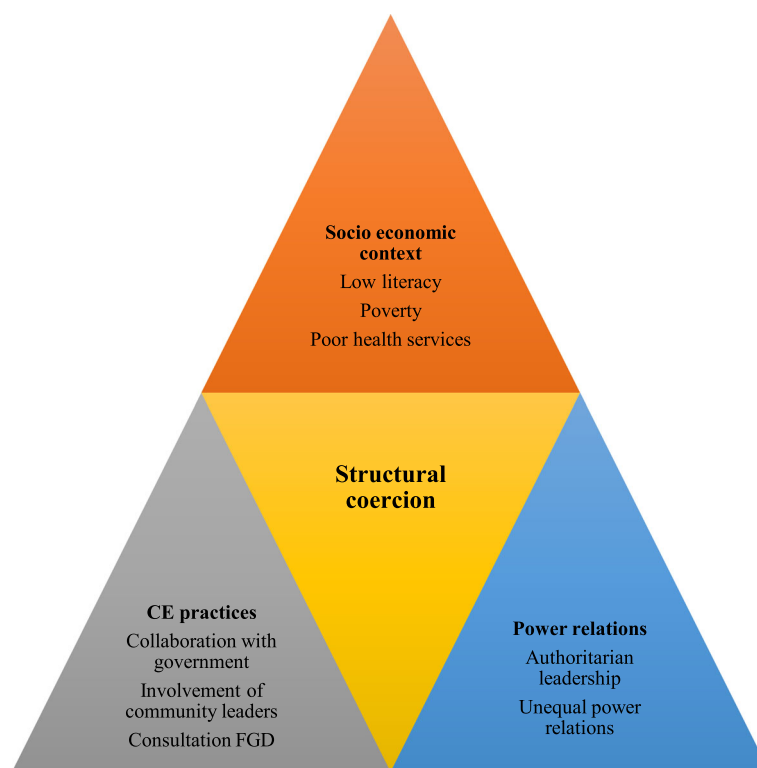 Socio economic
context
Low literacy
Poverty
Poor health services
Structural
coercion
CE practices
Collaboration with
government
Involvement of
community leaders
Consultation FGD
Power relations
Authoritarian
leadership
Unequal power
relations